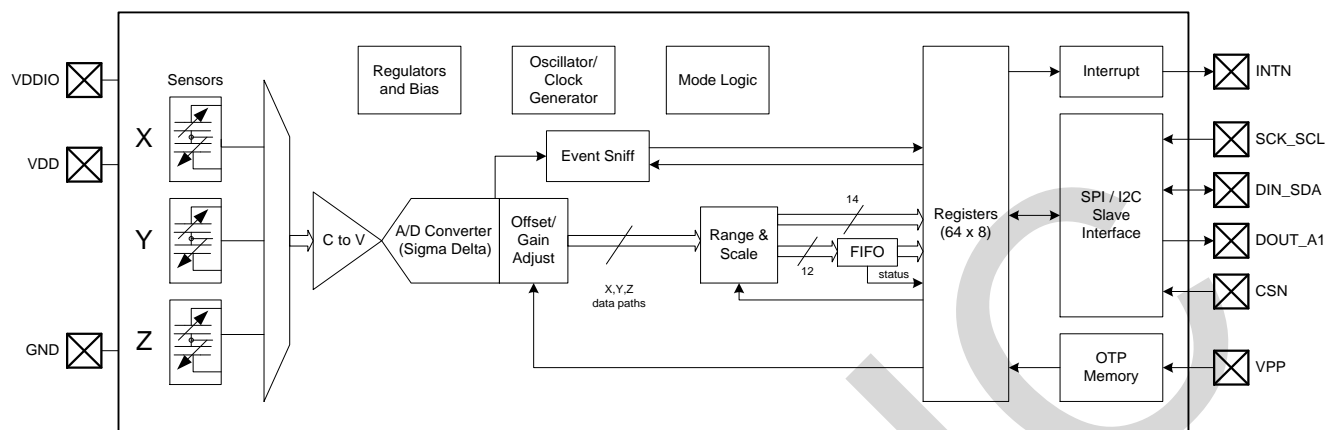 VDDIO
VDD
GND
Sensors
X
Y
Z
Regulators
and Bias
Oscillator/
Clock
Generator
Mode Logic
Event Sniff
C to V
A/D Converter
(Sigma Delta)
Offset/
Gain
Adjust
X,Y,Z
data paths
Range &
Scale
14
12
FIFO
status
Registers
(64 x 8)
Interrupt
SPI / I2C
Slave
Interface
OTP
Memory
INTN
SCK_SCL
DIN_SDA
DOUT_A1
CSN
VPP